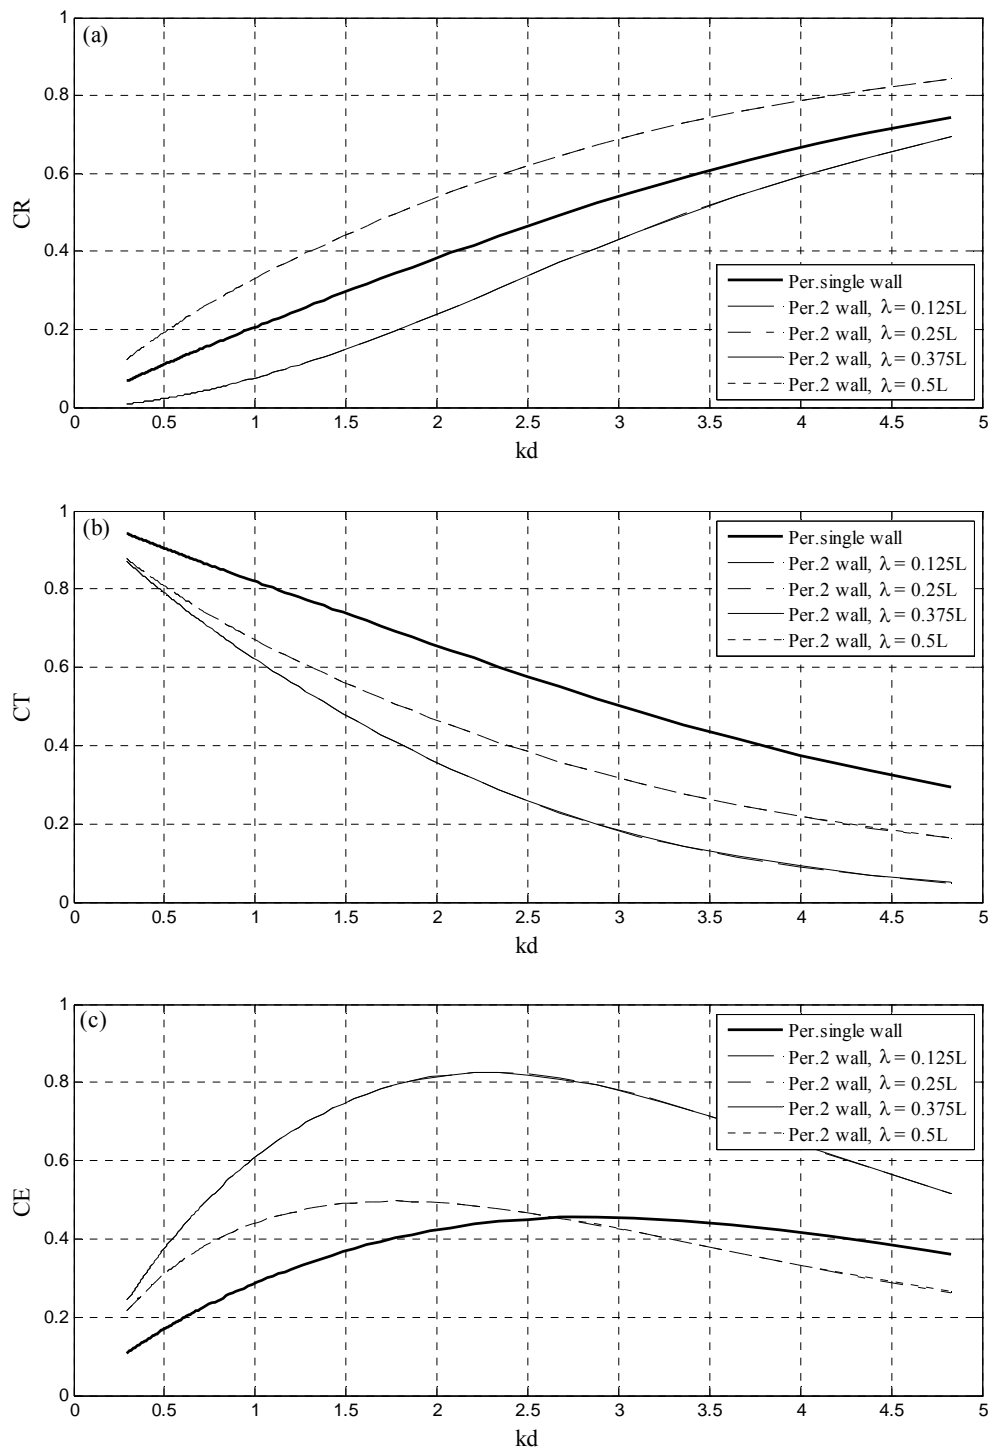 (a)
1
0.8
0.6
0.4
0.2
0
CR
Per.single wall
Per.2 wall, λ = 0.125L
Per.2 wall, λ = 0.25L
Per.2 wall, λ = 0.375L
Per.2 wall, λ = 0.5L
0 0.5 1 1.5 2 2.5 3 3.5 4 4.5 5
kd
(b)
1
0.8
0.6
0.4
0.2
0
CT
Per.single wall
Per.2 wall, λ = 0.125L
Per.2 wall, λ = 0.25L
Per.2 wall, λ = 0.375L
Per.2 wall, λ = 0.5L
0 0.5 1 1.5 2 2.5 3 3.5 4 4.5 5
kd
(c)
1
0.8
0.6
0.4
0.2
0
CE
Per.single wall
Per.2 wall, λ = 0.125L
Per.2 wall, λ = 0.25L
Per.2 wall, λ = 0.375L
Per.2 wall, λ = 0.5L
0 0.5 1 1.5 2 2.5 3 3.5 4 4.5 5
kd